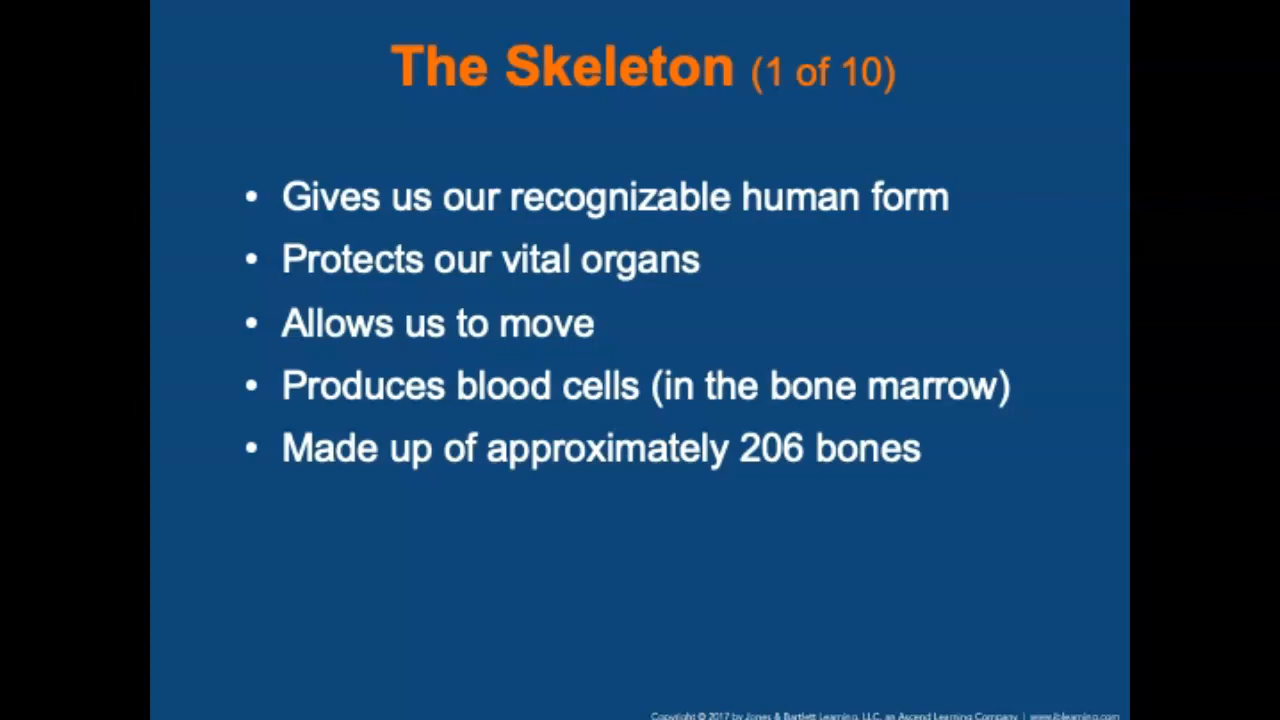 The Skeleton (1 of 10)
• Gives us our recognizable human form
• Protects our vital organs
• Allows us to move
• Produces blood cells (in the bone marrow)
• Made up of approximately 206 bones
Copyright © 2017 by Jones & Bartlett Learning, LLC, an Ascend Learning Company | www.jblearning.com